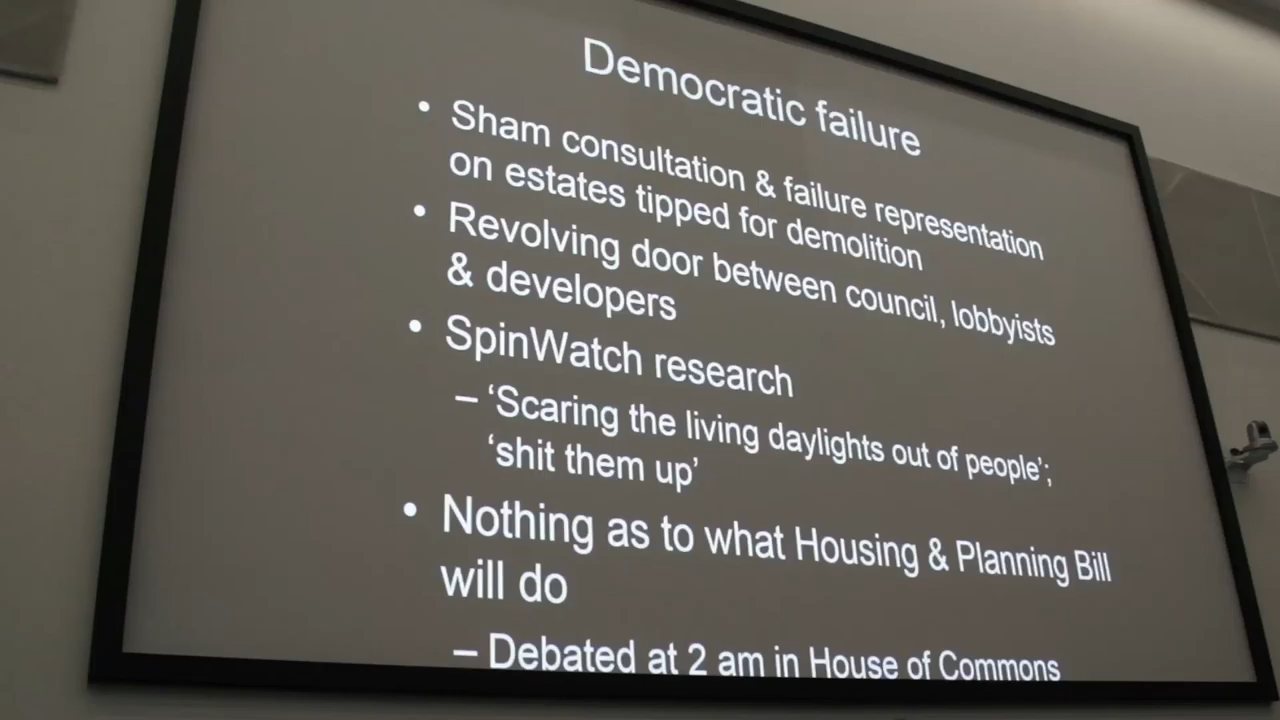 Democratic failure
• Sham consultation & failure representation
on estates tipped for demolition
• Revolving door between council, lobbyists
& developers
• SpinWatch research
– ‘Scaring the living daylights out of people’;
‘shit them up’
• Nothing as to what Housing & Planning Bill
will do
– Debated at 2 am in House of Commons